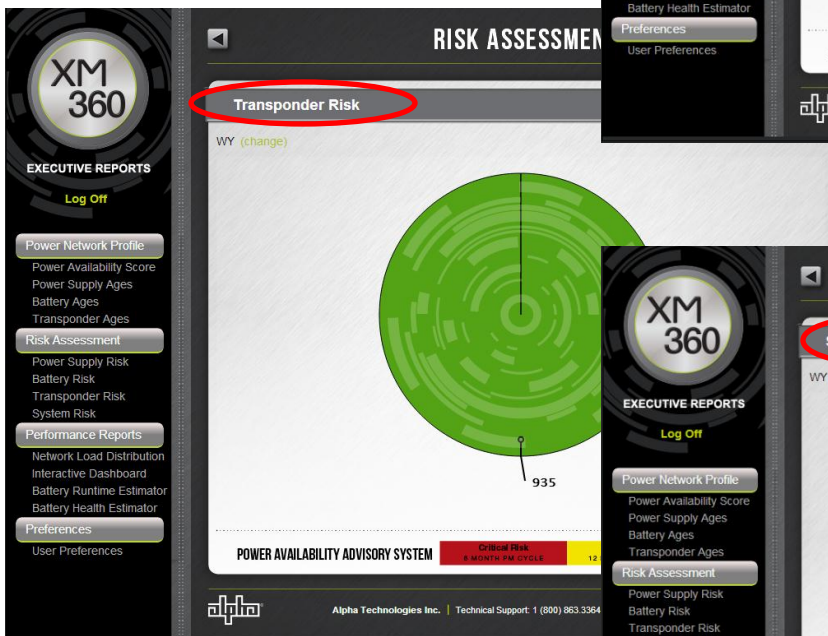 XM
360
EXECUTIVE REPORTS
Log Off
Power Network Profile
Power Availability Score
Power Supply Ages
Battery Ages
Transponder Ages
Risk Assessment
Power Supply Risk
Battery Risk
Transponder Risk
System Risk
Performance Reports
Network Load Distribution
Interactive Dashboard
Battery Runtime Estimator
Battery Health Estimator
Preferences
User Preferences
RISK ASSESSMEN
Transponder Risk
WY (change)
935
POWER AVAILABILITY ADVISORY SYSTEM
Critical Risk
6 MONTH PM CYCLE
12
alpha
Alpha Technologies Inc. | Technical Support: 1 (800) 863.3364
Battery Health Estimator
Preferences
User Preferences
XM
360
EXECUTIVE REPORTS
Log Off
Power Network Profile
Power Availability Score
Power Supply Ages
Battery Ages
Transponder Ages
Risk Assessment
Power Supply Risk
Battery Risk
Transponder Risk
S
WY